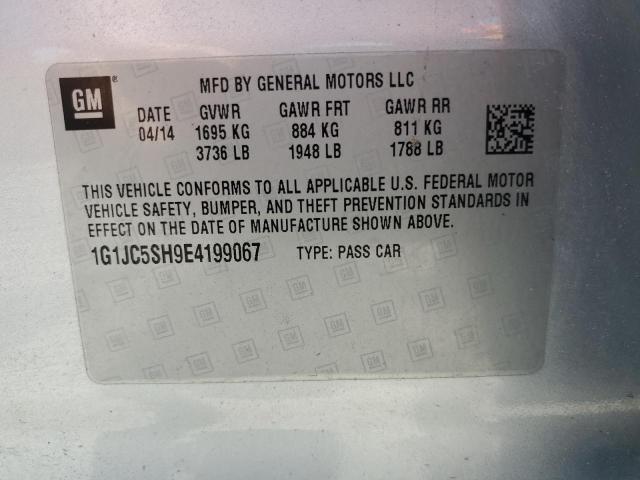 GM ®
MFD BY GENERAL MOTORS LLC
DATE GVWR GAWR FRT GAWR RR
04/14 1695 KG 884 KG 811 KG
3736 LB 1948 LB 1788 LB
THIS VEHICLE CONFORMS TO ALL APPLICABLE U.S. FEDERAL MOTOR
VEHICLE SAFETY, BUMPER, AND THEFT PREVENTION STANDARDS IN
EFFECT ON THE DATE OF MANUFACTURE SHOWN ABOVE.
1G1JC5SH9E4199067 TYPE: PASS CAR